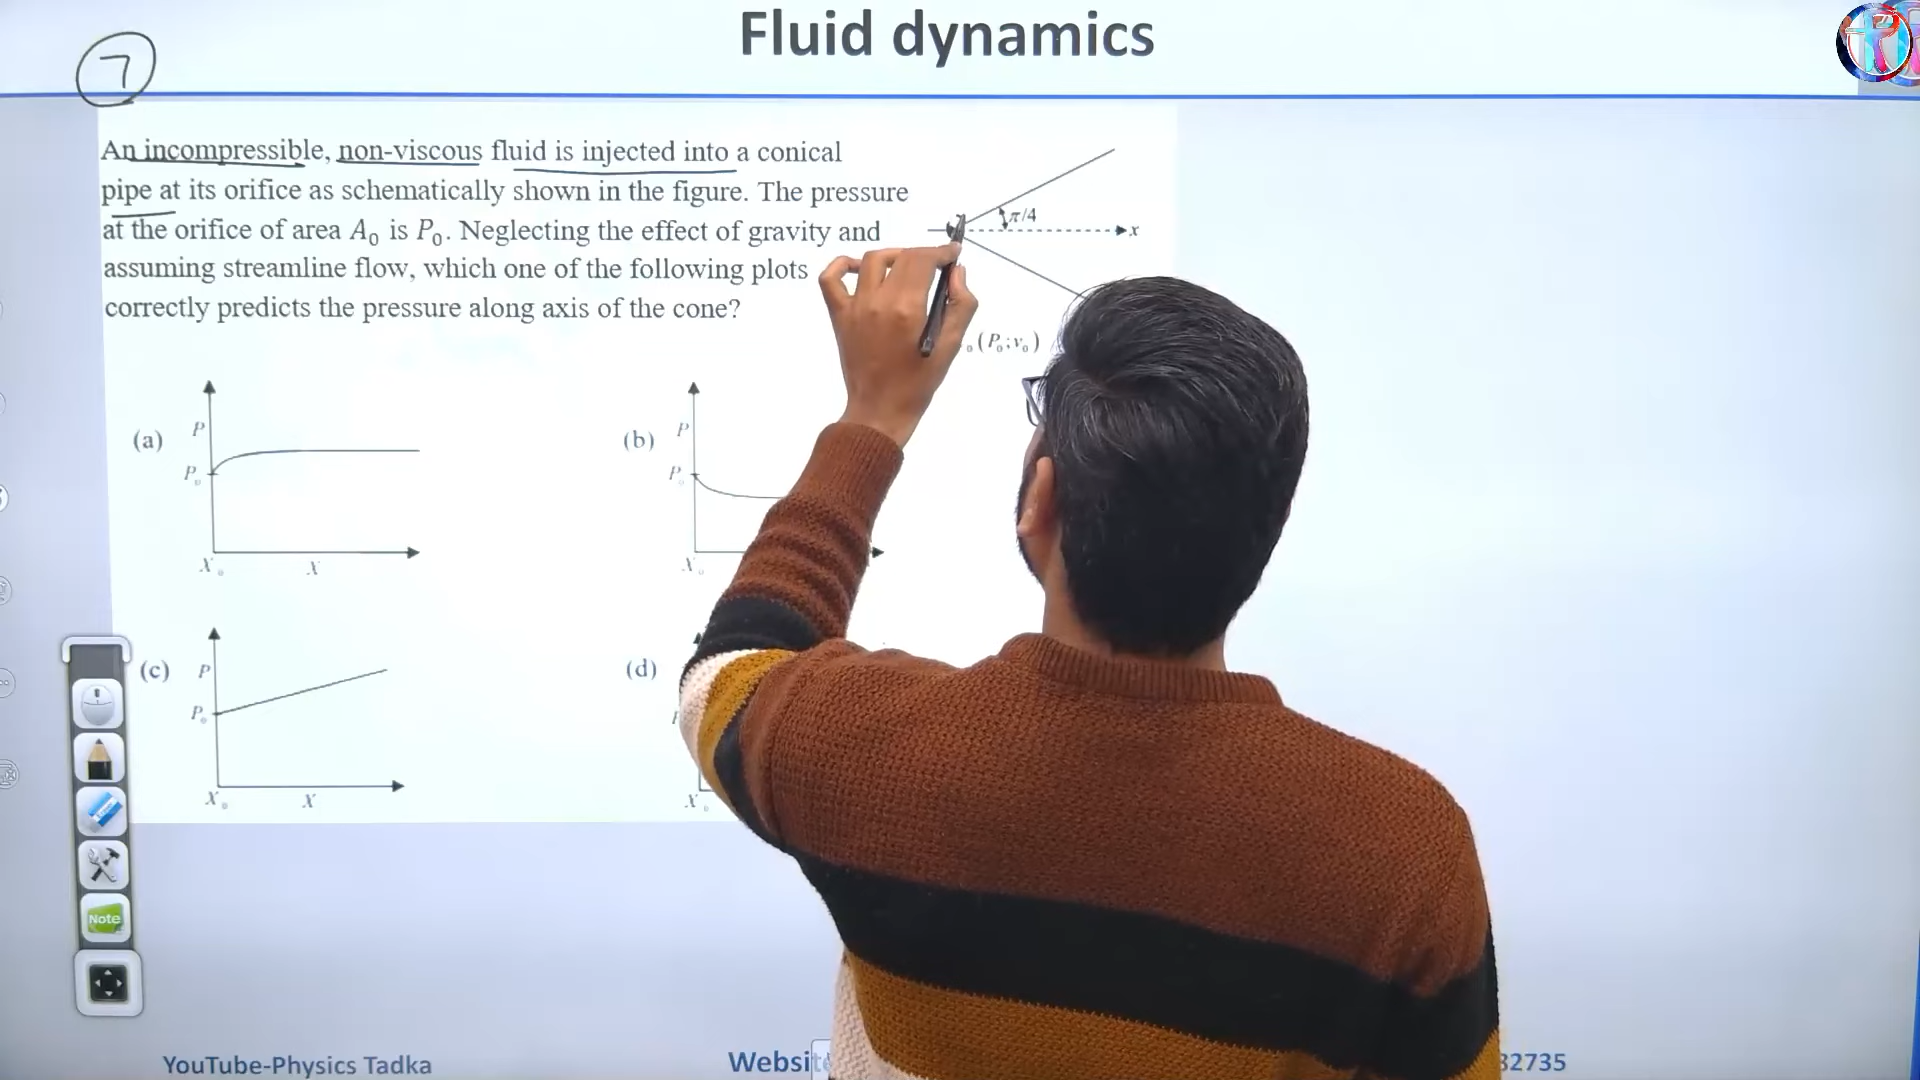 Fluid dynamics
7
An incompressible, non-viscous fluid is injected into a conical
pipe at its orifice as schematically shown in the figure. The pressure
at the orifice of area A₀ is P₀. Neglecting the effect of gravity and
assuming streamline flow, which one of the following plots
correctly predicts the pressure along axis of the cone?
π/4
x
(P₀;v₀)
(a)
P
P₀
X₀
X
(b)
P
P₀
X₀
(c)
P
P₀
X₀
X
(d)
X₀
Note
YouTube-Physics Tadka
32735